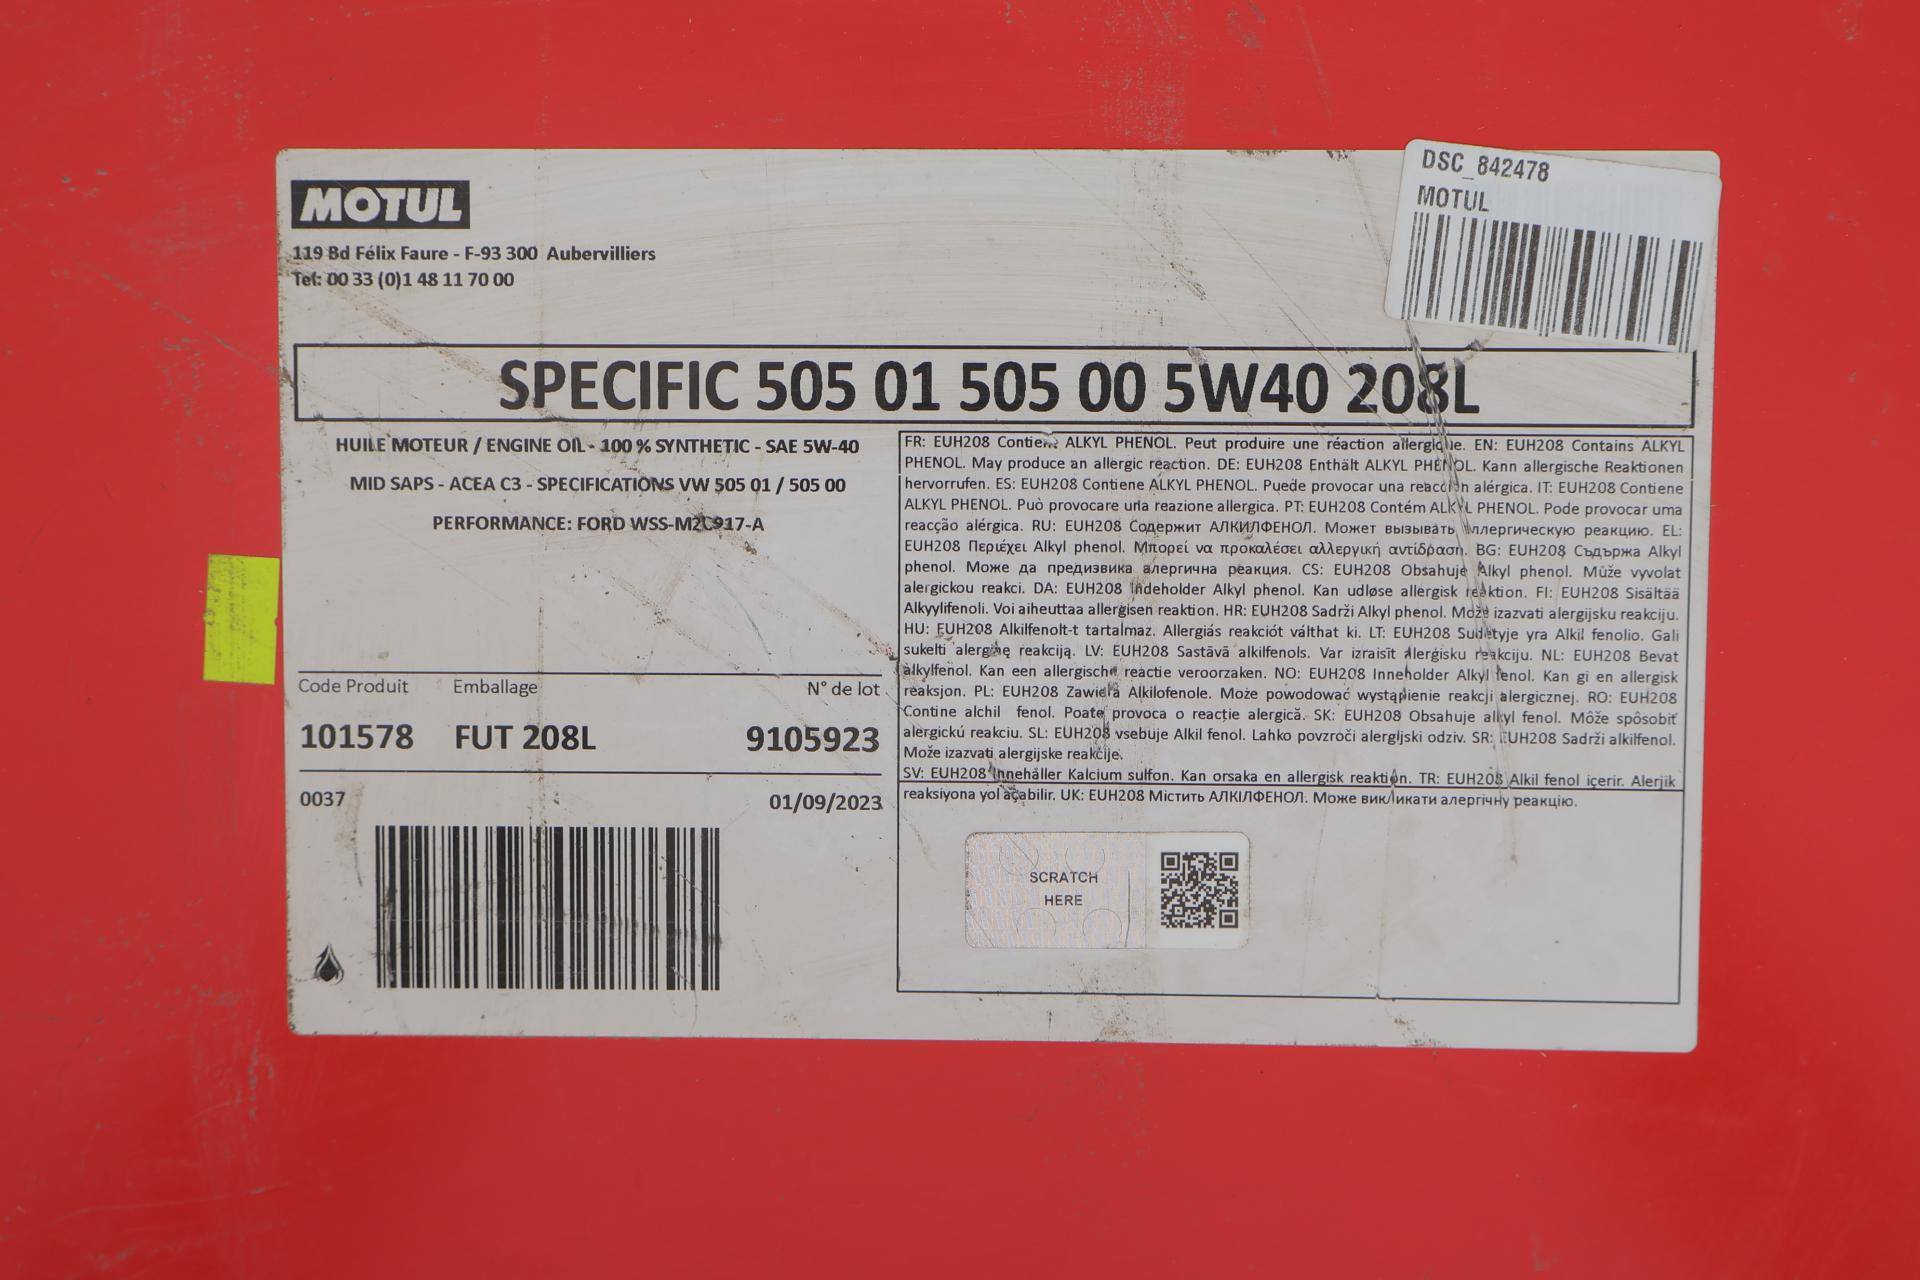 DSC_842478
MOTUL
MOTUL
119 Bd Félix Faure - F-93 300 Aubervilliers
Tel: 00 33 (0)1 48 11 70 00
SPECIFIC 505 01 505 00 5W40 208L
HUILE MOTEUR / ENGINE OIL - 100 % SYNTHETIC - SAE 5W-40
MID SAPS - ACEA C3 - SPECIFICATIONS VW 505 01 / 505 00
PERFORMANCE: FORD WSS-M2C917-A
Code Produit Emballage N° de lot
101578 FUT 208L 9105923
0037 01/09/2023
FR: EUH208 Contient ALKYL PHENOL. Peut produire une réaction allergique. EN: EUH208 Contains ALKYL
PHENOL. May produce an allergic reaction. DE: EUH208 Enthält ALKYL PHENOL. Kann allergische Reaktionen
hervorrufen. ES: EUH208 Contiene ALKYL PHENOL. Puede provocar una reacción alérgica. IT: EUH208 Contiene
ALKYL PHENOL. Può provocare una reazione allergica. PT: EUH208 Contém ALKYL PHENOL. Pode provocar uma
reacção alérgica. RU: EUH208 Содержит АЛКИЛФЕНОЛ. Может вызывать аллергическую реакцию. EL:
EUH208 Περιέχει Alkyl phenol. Μπορεί να προκαλέσει αλλεργική αντίδραση. BG: EUH208 Съдържа Alkyl
phenol. Може да предизвика алергична реакция. CS: EUH208 Obsahuje Alkyl phenol. Může vyvolat
alergickou reakci. DA: EUH208 Indeholder Alkyl phenol. Kan udløse allergisk reaktion. FI: EUH208 Sisältää
Alkyylifenoli. Voi aiheuttaa allergisen reaktion. HR: EUH208 Sadrži Alkyl phenol. Može izazvati alergijsku reakciju.
HU: EUH208 Alkilfenolt-t tartalmaz. Allergiás reakciót válthat ki. LT: EUH208 Sudėtyje yra Alkil fenolio. Gali
sukelti alerginę reakciją. LV: EUH208 Sastāvā alkilfenols. Var izraisīt alerģisku reakciju. NL: EUH208 Bevat
alkylfenol. Kan een allergische reactie veroorzaken. NO: EUH208 Inneholder Alkyl fenol. Kan gi en allergisk
reaksjon. PL: EUH208 Zawiera Alkilofenole. Może powodować wystąpienie reakcji alergicznej. RO: EUH208
Contine alchil fenol. Poate provoca o reacție alergică. SK: EUH208 Obsahuje alkyl fenol. Môže spôsobiť
alergickú reakciu. SL: EUH208 vsebuje Alkil fenol. Lahko povzroči alergijski odziv. SR: EUH208 Sadrži alkilfenol.
Može izazvati alergijske reakcije.
SV: EUH208 Innehåller Kalcium sulfon. Kan orsaka en allergisk reaktion. TR: EUH208 Alkil fenol içerir. Alerjik
reaksiyona yol açabilir. UK: EUH208 Містить АЛКІЛФЕНОЛ. Може викликати алергічну реакцію.
SCRATCH
HERE